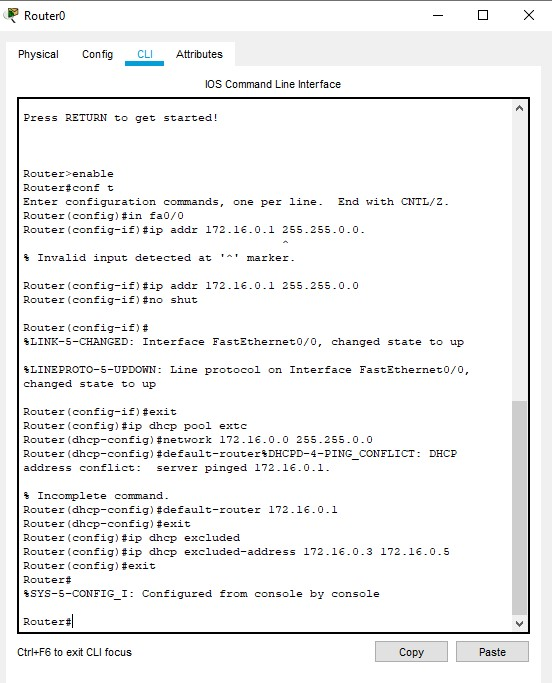 Router0
Physical Config CLI Attributes
IOS Command Line Interface
Press RETURN to get started!
Router>enable
Router#conf t
Enter configuration commands, one per line.  End with CNTL/Z.
Router(config)#in fa0/0
Router(config-if)#ip addr 172.16.0.1 255.255.0.0.
^
% Invalid input detected at '^' marker.
Router(config-if)#ip addr 172.16.0.1 255.255.0.0
Router(config-if)#no shut
Router(config-if)#
%LINK-5-CHANGED: Interface FastEthernet0/0, changed state to up
%LINEPROTO-5-UPDOWN: Line protocol on Interface FastEthernet0/0,
changed state to up
Router(config-if)#exit
Router(config)#ip dhcp pool extc
Router(dhcp-config)#network 172.16.0.0 255.255.0.0
Router(dhcp-config)#default-router%DHCPD-4-PING_CONFLICT: DHCP
address conflict:  server pinged 172.16.0.1.
% Incomplete command.
Router(dhcp-config)#default-router 172.16.0.1
Router(dhcp-config)#exit
Router(config)#ip dhcp excluded
Router(config)#ip dhcp excluded-address 172.16.0.3 172.16.0.5
Router(config)#exit
Router#
%SYS-5-CONFIG_I: Configured from console by console
Router#
Ctrl+F6 to exit CLI focus
Copy Paste